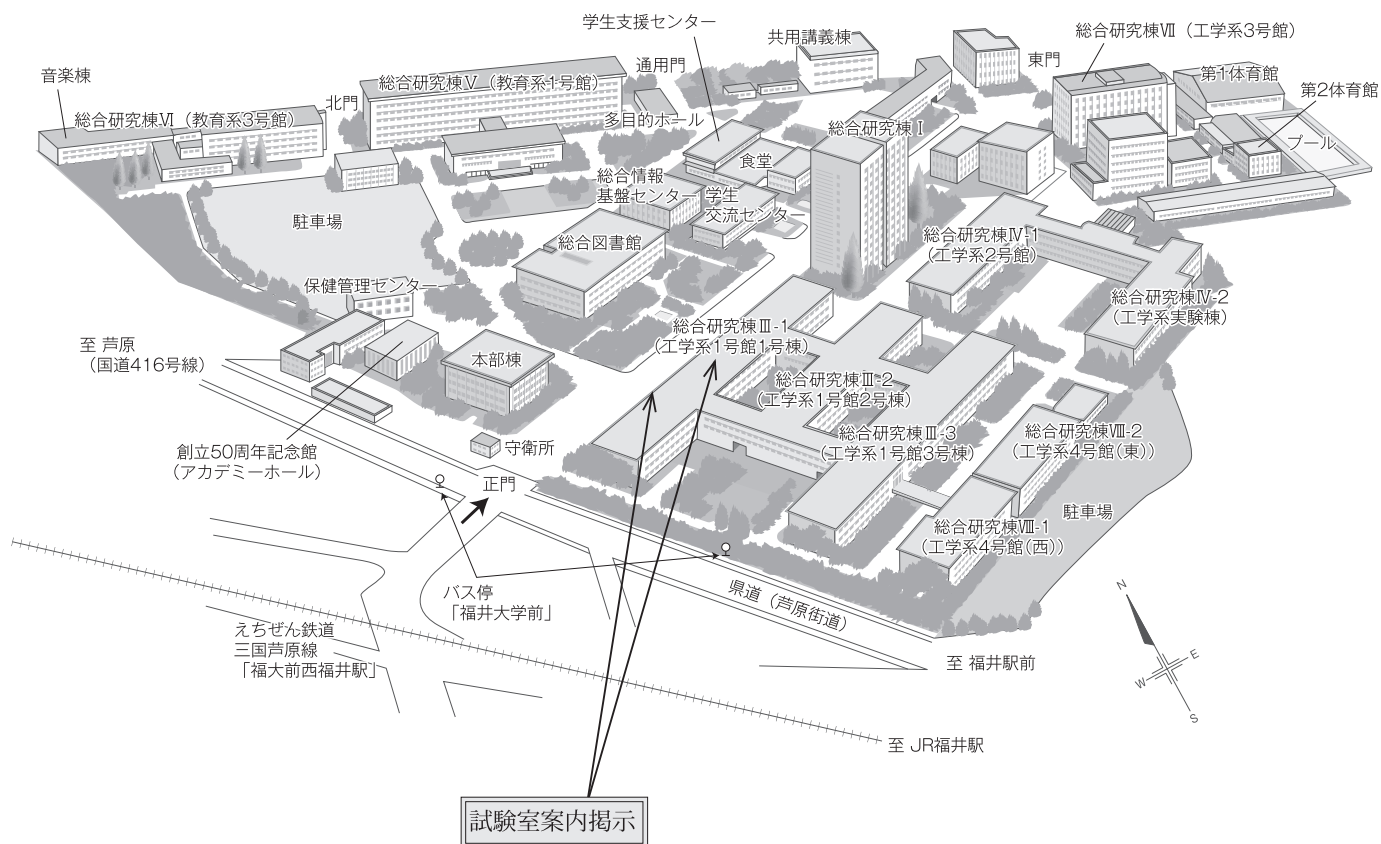 学生支援センター
共用講義棟
総合研究棟Ⅶ（工学系3号館）
東門
音楽棟
通用門
第1体育館
総合研究棟Ⅴ（教育系1号館）
第2体育館
北門
総合研究棟Ⅵ（教育系3号館）
多目的ホール
総合研究棟Ⅰ
プール
食堂
総合情報
基盤センター
学生
交流センター
駐車場
総合図書館
総合研究棟Ⅳ-1
（工学系2号館）
保健管理センター
総合研究棟Ⅳ-2
（工学系実験棟）
総合研究棟Ⅲ-1
（工学系1号館1号棟）
至 芦原
（国道416号線）
本部棟
総合研究棟Ⅲ-2
（工学系1号館2号棟）
総合研究棟Ⅲ-3
（工学系1号館3号棟）
総合研究棟Ⅷ-2
（工学系4号館(東)）
創立50周年記念館
（アカデミーホール）
守衛所
正門
駐車場
総合研究棟Ⅷ-1
（工学系4号館(西)）
バス停
「福井大学前」
県道（芦原街道）
えちぜん鉄道
三国芦原線
「福大前西福井駅」
至 福井駅前
N
E
W
S
至 JR福井駅
試験室案内掲示